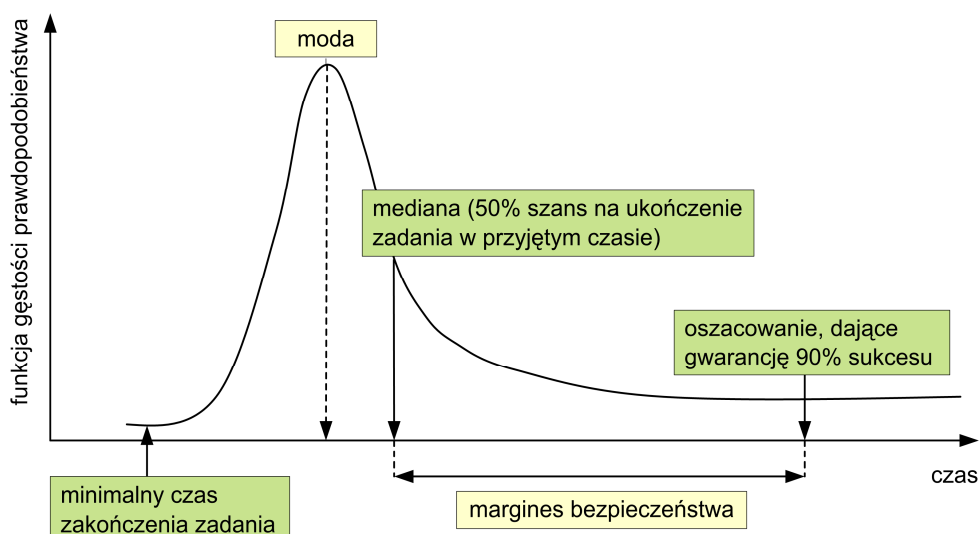 moda
funkcja gęstości prawdopodobieństwa
mediana (50% szans na ukończenie
zadania w przyjętym czasie)
oszacowanie, dające
gwarancję 90% sukcesu
czas
minimalny czas
zakończenia zadania
margines bezpieczeństwa